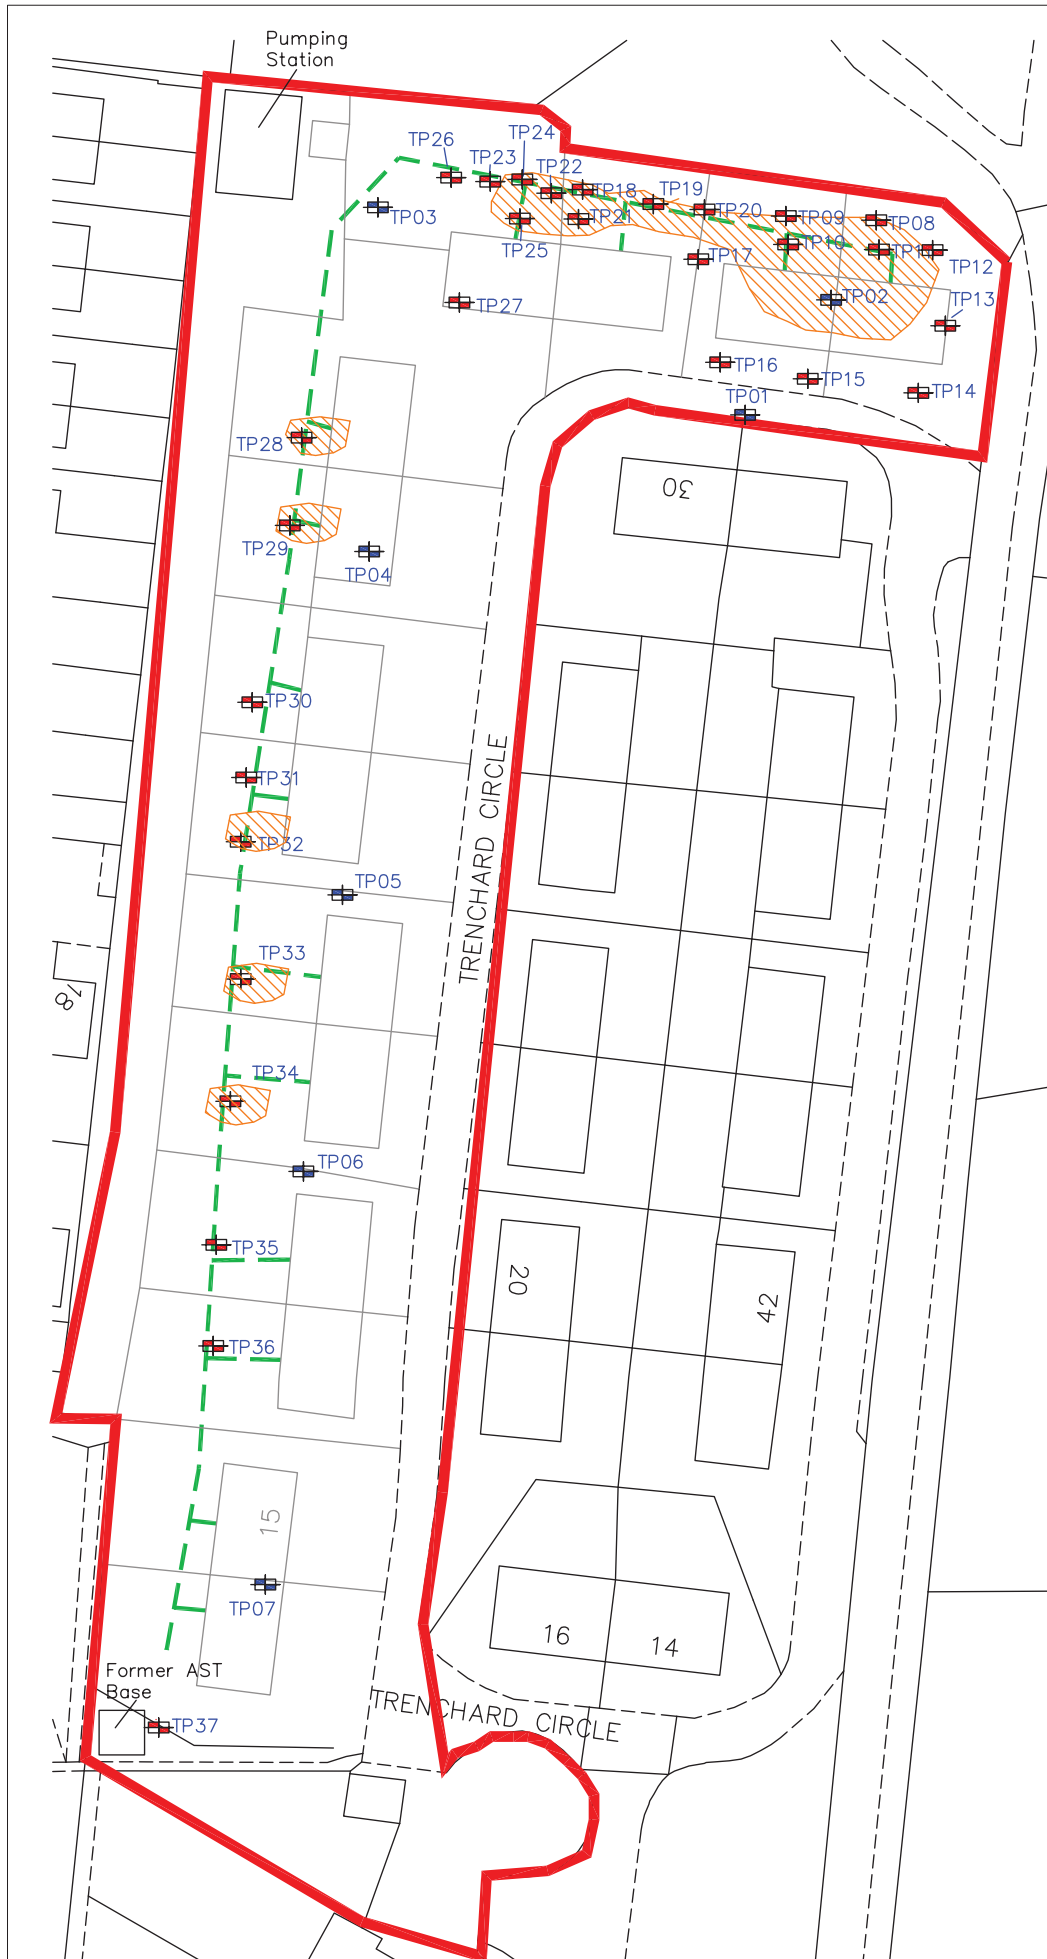 Pumping
Station
TP24
TP26
TP23
TP22
TP18
TP19
TP20
TP09
TP08
TP03
TP21
TP25
TP10
TP11
TP12
TP17
TP27
TP02
TP13
TP16
TP15
TP14
TP01
TP28
30
TP29
TP04
TP30
TP31
TP32
TRENCHARD CIRCLE
TP05
TP33
78
TP34
TP06
TP35
20
42
TP36
15
TP07
16
14
Former AST
Base
TRENCHARD CIRCLE
TP37